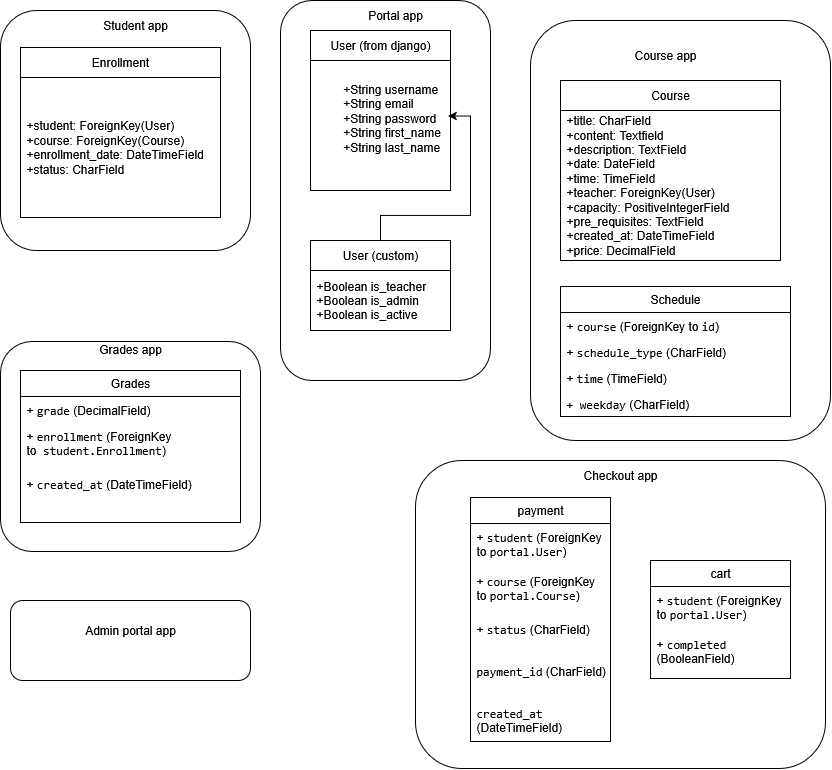 Student app
Enrollment
+student: ForeignKey(User)
+course: ForeignKey(Course)
+enrollment_date: DateTimeField
+status: CharField
Portal app
User (from django)
+String username
+String email
+String password
+String first_name
+String last_name
User (custom)
+Boolean is_teacher
+Boolean is_admin
+Boolean is_active
Course app
Course
+title: CharField
+content: Textfield
+description: TextField
+date: DateField
+time: TimeField
+teacher: ForeignKey(User)
+capacity: PositiveIntegerField
+pre_requisites: TextField
+created_at: DateTimeField
+price: DecimalField
Schedule
+ course (ForeignKey to id)
+ schedule_type (CharField)
+ time (TimeField)
+ weekday (CharField)
Grades app
Grades
+ grade (DecimalField)
+ enrollment (ForeignKey
to student.Enrollment)
+ created_at (DateTimeField)
Admin portal app
Checkout app
payment
+ student (ForeignKey
to portal.User)
+ course (ForeignKey
to portal.Course)
+ status (CharField)
payment_id (CharField)
created_at
(DateTimeField)
cart
+ student (ForeignKey
to portal.User)
+ completed
(BooleanField)